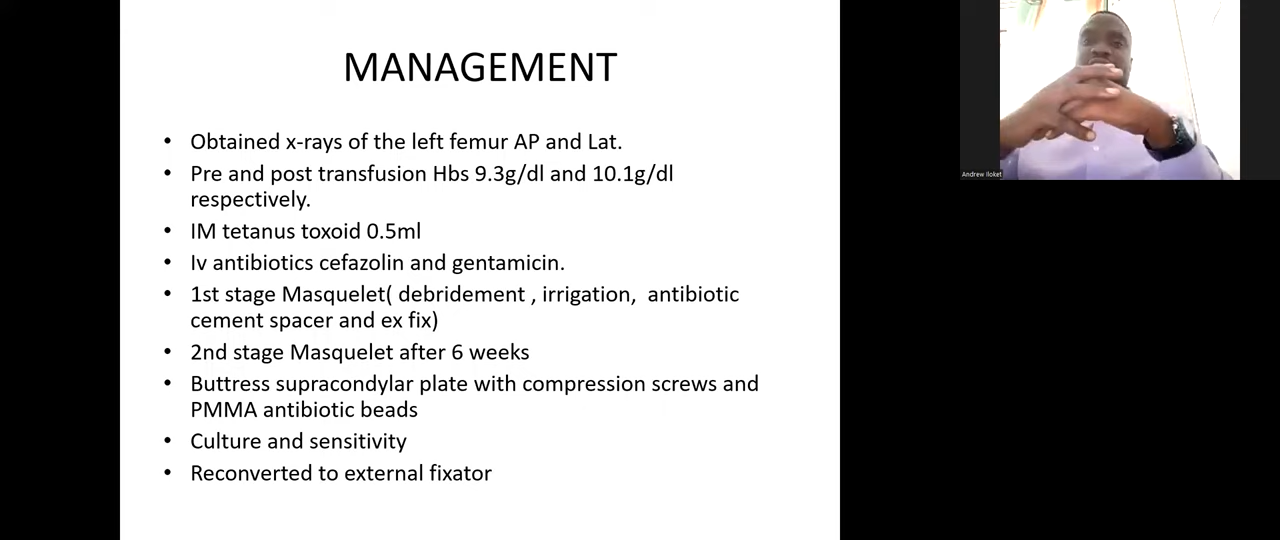 MANAGEMENT
• Obtained x-rays of the left femur AP and Lat.
• Pre and post transfusion Hbs 9.3g/dl and 10.1g/dl
respectively.
• IM tetanus toxoid 0.5ml
• Iv antibiotics cefazolin and gentamicin.
• 1st stage Masquelet( debridement , irrigation,  antibiotic
cement spacer and ex fix)
• 2nd stage Masquelet after 6 weeks
• Buttress supracondylar plate with compression screws and
PMMA antibiotic beads
• Culture and sensitivity
• Reconverted to external fixator
Andrew Iloket